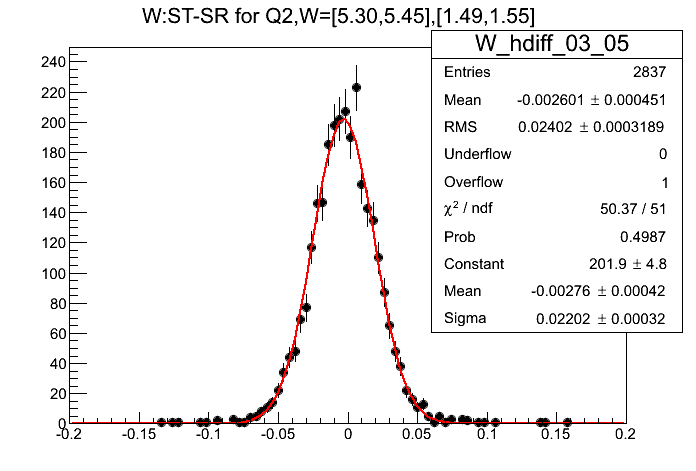 W:ST-SR for Q2,W=[5.30,5.45],[1.49,1.55]
W_hdiff_03_05
Entries 2837
Mean -0.002601 ± 0.000451
RMS 0.02402 ± 0.0003189
Underflow 0
Overflow 1
χ² / ndf 50.37 / 51
Prob 0.4987
Constant 201.9 ± 4.8
Mean -0.00276 ± 0.00042
Sigma 0.02202 ± 0.00032
240
220
200
180
160
140
120
100
80
60
40
20
0
-0.2 -0.15 -0.1 -0.05 0 0.05 0.1 0.15 0.2